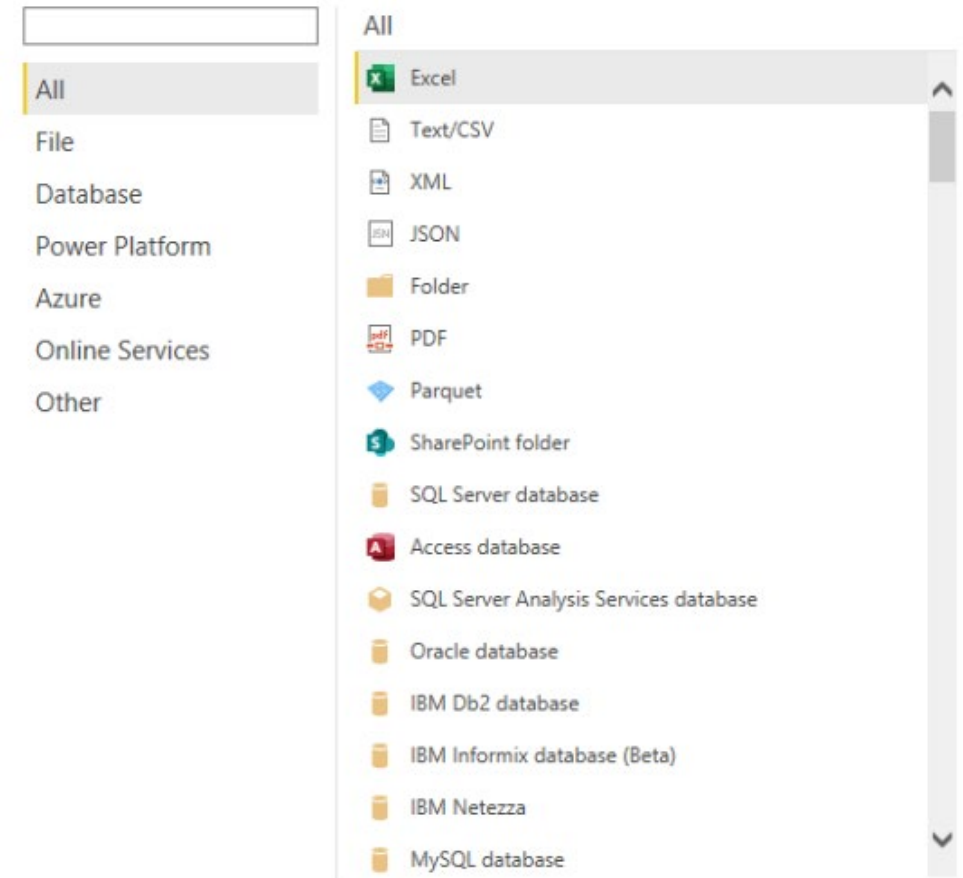 All
File
Database
Power Platform
Azure
Online Services
Other
All
Excel
Text/CSV
XML
JSN JSON
Folder
pdf PDF
Parquet
S SharePoint folder
SQL Server database
A Access database
SQL Server Analysis Services database
Oracle database
IBM Db2 database
IBM Informix database (Beta)
IBM Netezza
MySQL database